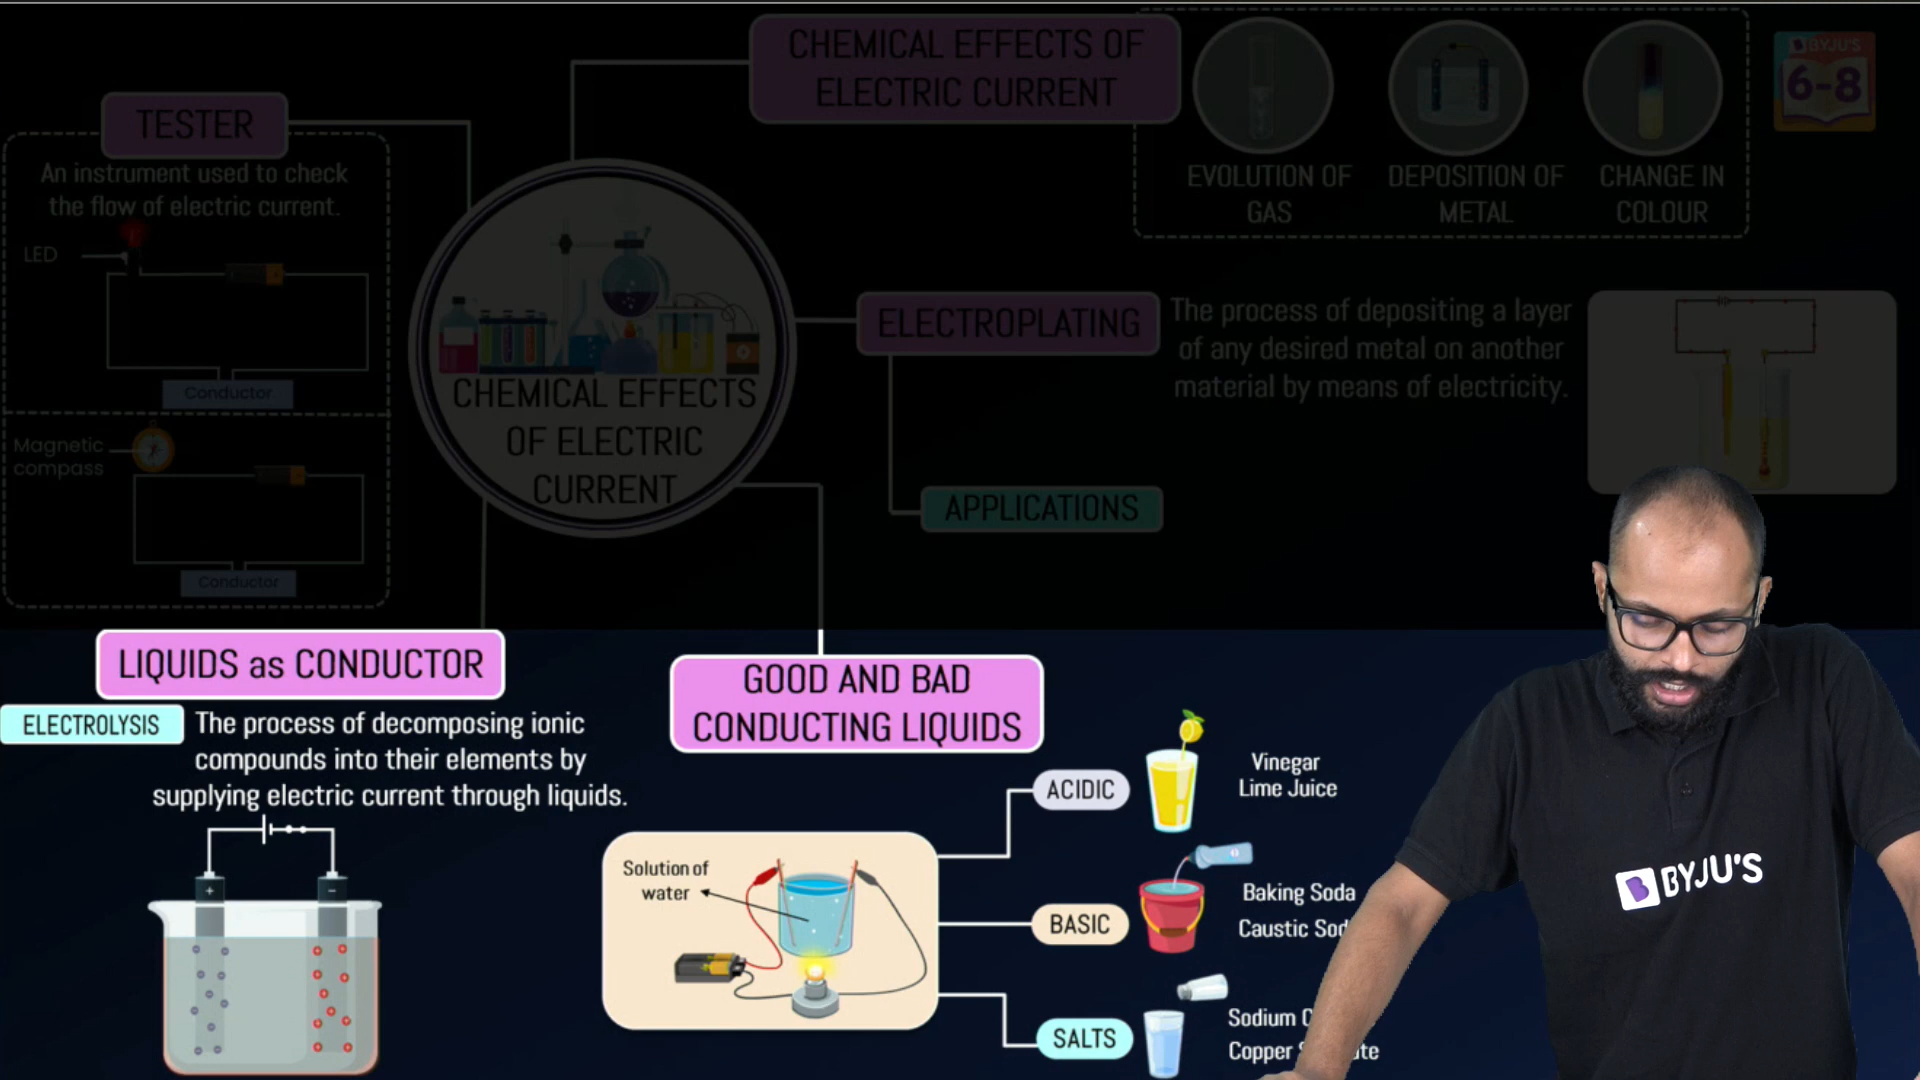 CHEMICAL EFFECTS OF
ELECTRIC CURRENT
BYJU'S
6-8
EVOLUTION OF
GAS
DEPOSITION OF
METAL
CHANGE IN
COLOUR
TESTER
An instrument used to check
the flow of electric current.
LED
Conductor
Magnetic
compass
Conductor
CHEMICAL EFFECTS
OF ELECTRIC
CURRENT
ELECTROPLATING
The process of depositing a layer
of any desired metal on another
material by means of electricity.
APPLICATIONS
LIQUIDS as CONDUCTOR
ELECTROLYSIS
The process of decomposing ionic
compounds into their elements by
supplying electric current through liquids.
GOOD AND BAD
CONDUCTING LIQUIDS
Solution of
water
ACIDIC
Vinegar
Lime Juice
BASIC
Baking Soda
Caustic
SALTS
Sodium
Copper
BYJU'S